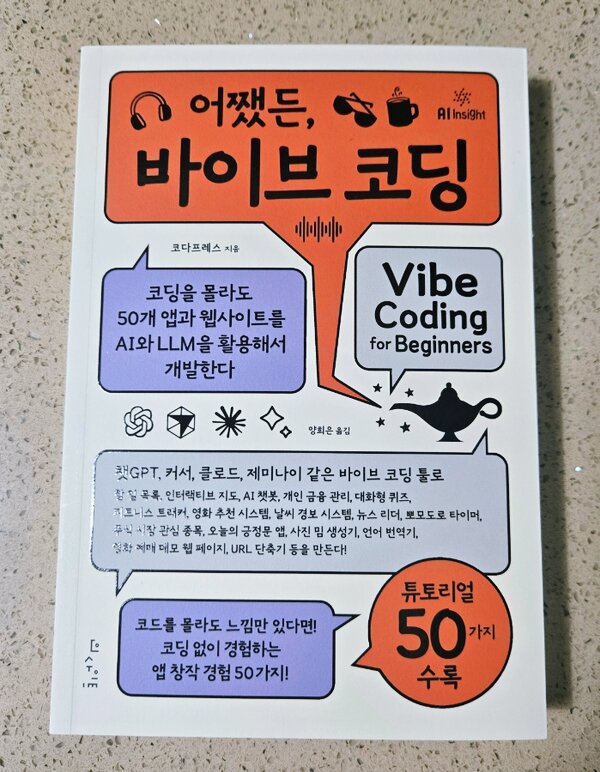 어쨌든,
AI Insight
바이브 코딩
코다프레스 지음
코딩을 몰라도
50개 앱과 웹사이트를
AI와 LLM을 활용해서
개발한다
Vibe
Coding
for Beginners
양희은 옮김
챗GPT, 커서, 클로드, 제미나이 같은 바이브 코딩 툴로
할 일 목록, 인터랙티브 지도, AI 챗봇, 개인 금융 관리, 대화형 퀴즈,
피트니스 트래커, 영화 추천 시스템, 날씨 경보 시스템, 뉴스 리더, 뽀모도로 타이머,
주식 시장 관심 종목, 오늘의 긍정문 앱, 사진 밈 생성기, 언어 번역기,
데모 웹 페이지, URL 단축기 등을 만든다!
코드를 몰라도 느낌만 있다면!
코딩 없이 경험하는
앱 창작 경험 50가지!
튜토리얼
50가지
수록
인사이트